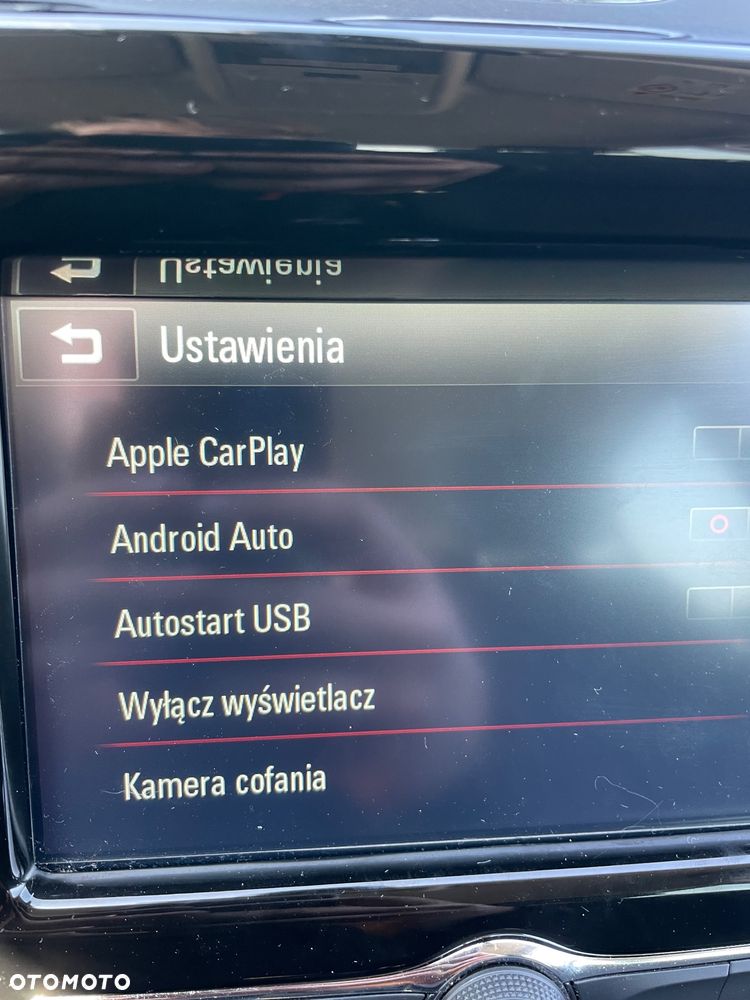 Ustawienia
Ustawienia
Apple CarPlay
Android Auto
Autostart USB
Wyłącz wyświetlacz
Kamera cofania
OTOMOTO